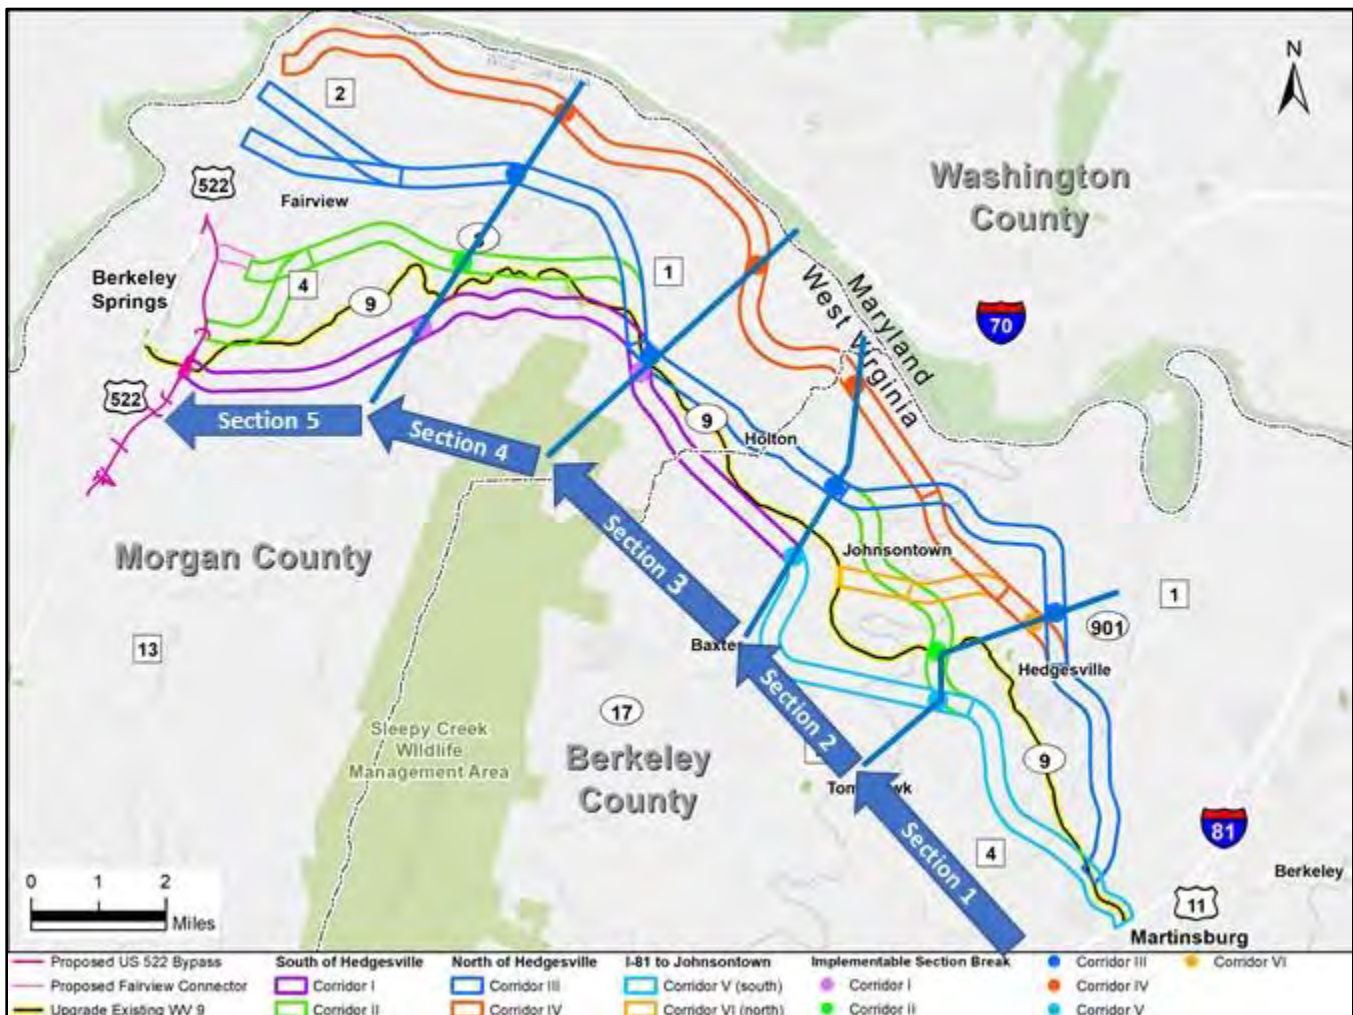 N
2
Washington
County
522
Fairview
1
Berkeley
Springs
4
9
70
Maryland
West Virginia
522
Section 5
Section 4
9
Holton
Morgan County
Section 3
Johnsontown
1
901
13
Baxter
Hedgesville
17
Section 2
Sleepy Creek
Wildlife
Management Area
Berkeley
County
9
Section 1
4
81
Berkeley
0 1 2
Miles
11
Martinsburg
Proposed US 522 Bypass
Proposed Fairview Connector
Upgrade Existing WV 9
South of Hedgesville
Corridor I
Corridor II
North of Hedgesville
Corridor III
Corridor IV
I-81 to Johnsontown
Corridor V (south)
Corridor VI (north)
Implementable Section Break
Corridor I
Corridor II
Corridor III
Corridor IV
Corridor V
Corridor VI